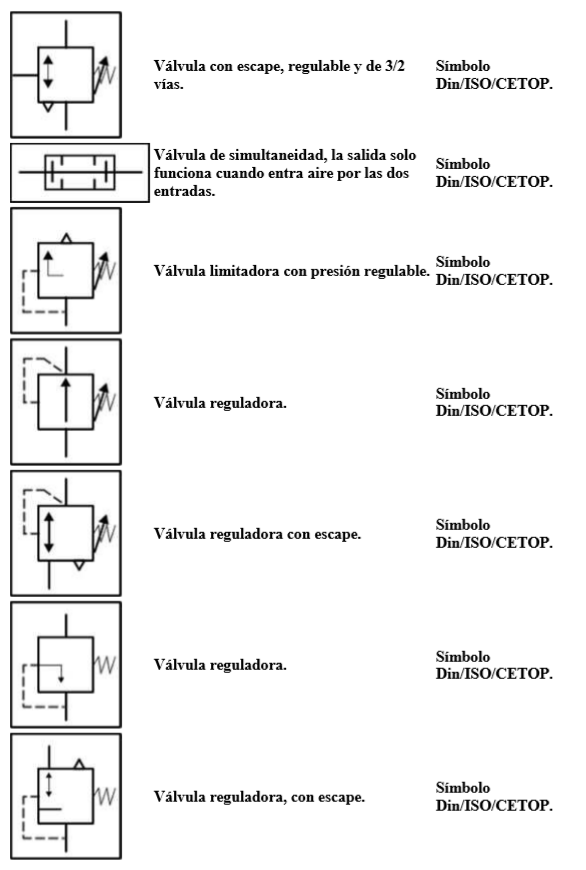 Válvula con escape, regulable y de 3/2
vías.
Símbolo
Din/ISO/CETOP.
Válvula de simultaneidad, la salida solo
funciona cuando entra aire por las dos
entradas.
Símbolo
Din/ISO/CETOP.
Válvula limitadora con presión regulable.
Símbolo
Din/ISO/CETOP.
Válvula reguladora.
Símbolo
Din/ISO/CETOP.
Válvula reguladora con escape.
Símbolo
Din/ISO/CETOP.
Válvula reguladora.
Símbolo
Din/ISO/CETOP.
Válvula reguladora, con escape.
Símbolo
Din/ISO/CETOP.